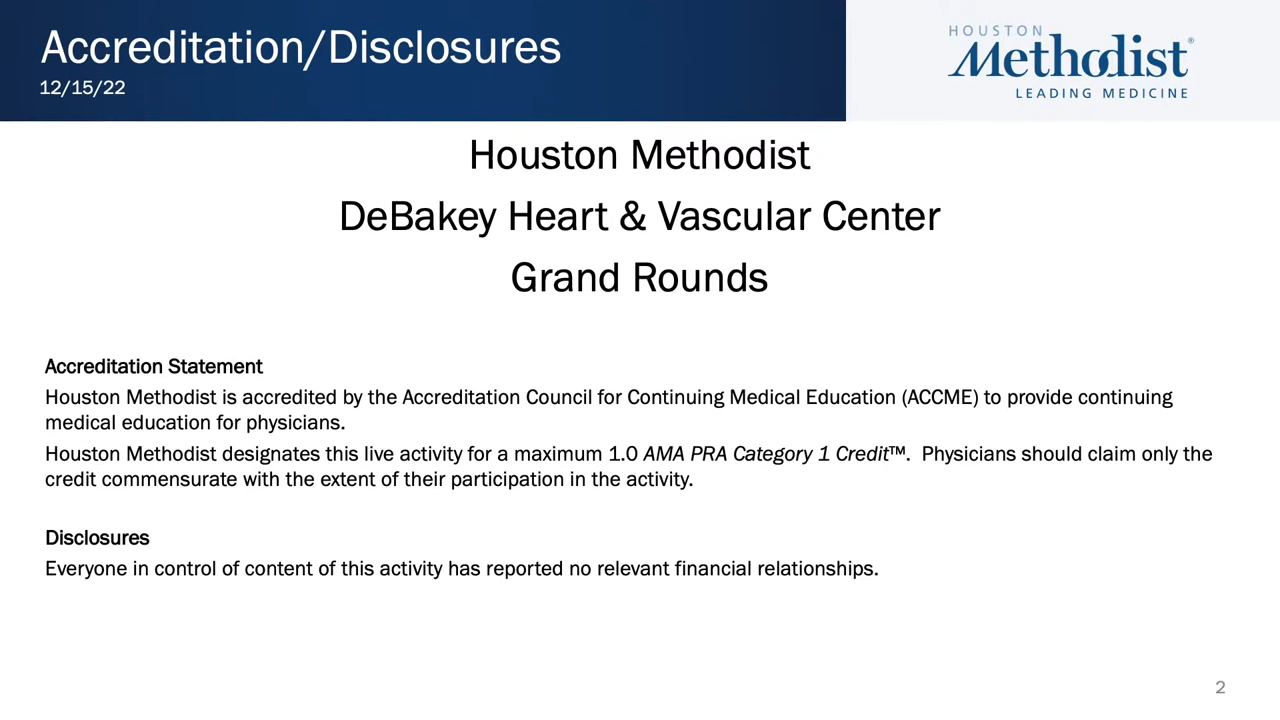 Accreditation/Disclosures
12/15/22
HOUSTON
Methodist®
LEADING MEDICINE
Houston Methodist
DeBakey Heart & Vascular Center
Grand Rounds
Accreditation Statement
Houston Methodist is accredited by the Accreditation Council for Continuing Medical Education (ACCME) to provide continuing
medical education for physicians.
Houston Methodist designates this live activity for a maximum 1.0 AMA PRA Category 1 Credit™.  Physicians should claim only the
credit commensurate with the extent of their participation in the activity.
Disclosures
Everyone in control of content of this activity has reported no relevant financial relationships.
2